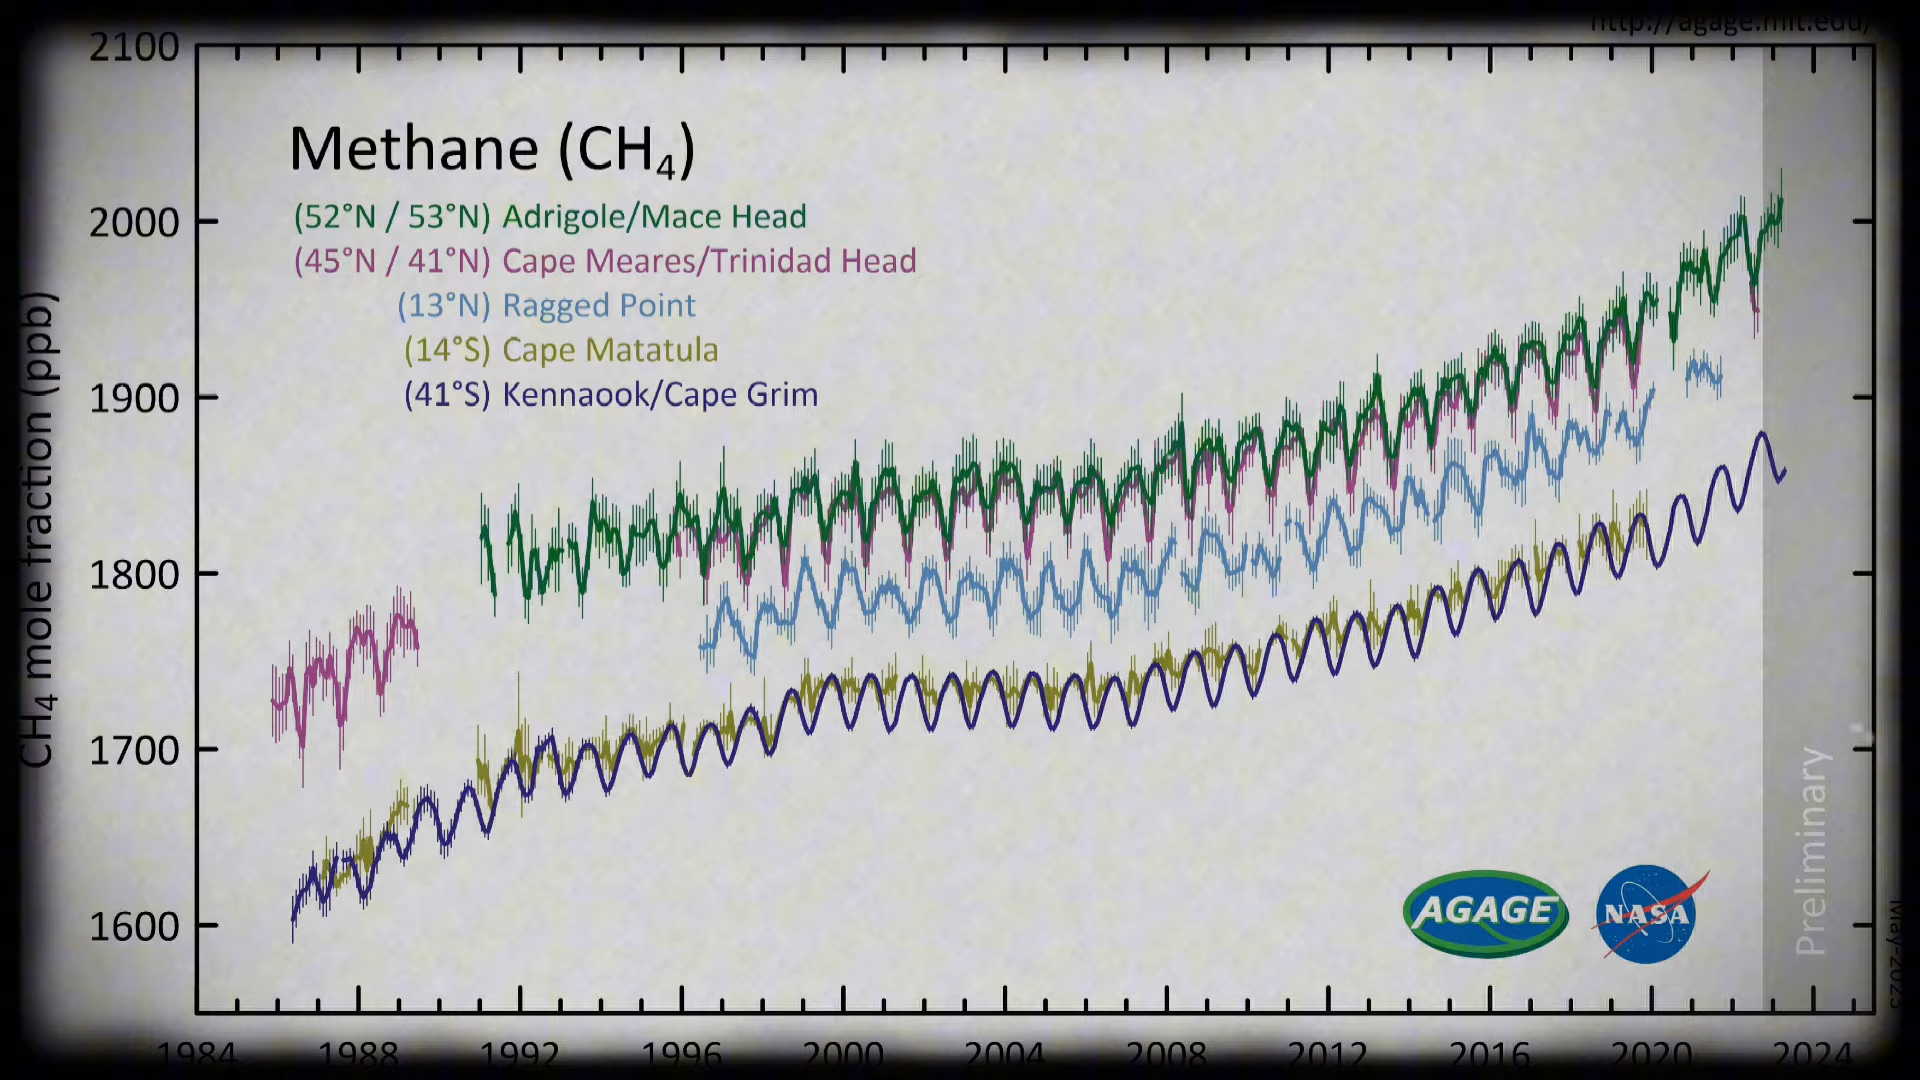 http://agage.mit.edu/
2100
2000
1900
1800
1700
1600
CH₄ mole fraction (ppb)
Methane (CH₄)
(52°N / 53°N) Adrigole/Mace Head
(45°N / 41°N) Cape Meares/Trinidad Head
(13°N) Ragged Point
(14°S) Cape Matatula
(41°S) Kennaook/Cape Grim
AGAGE
NASA
Preliminary
May-2023
1984 1988 1992 1996 2000 2004 2008 2012 2016 2020 2024